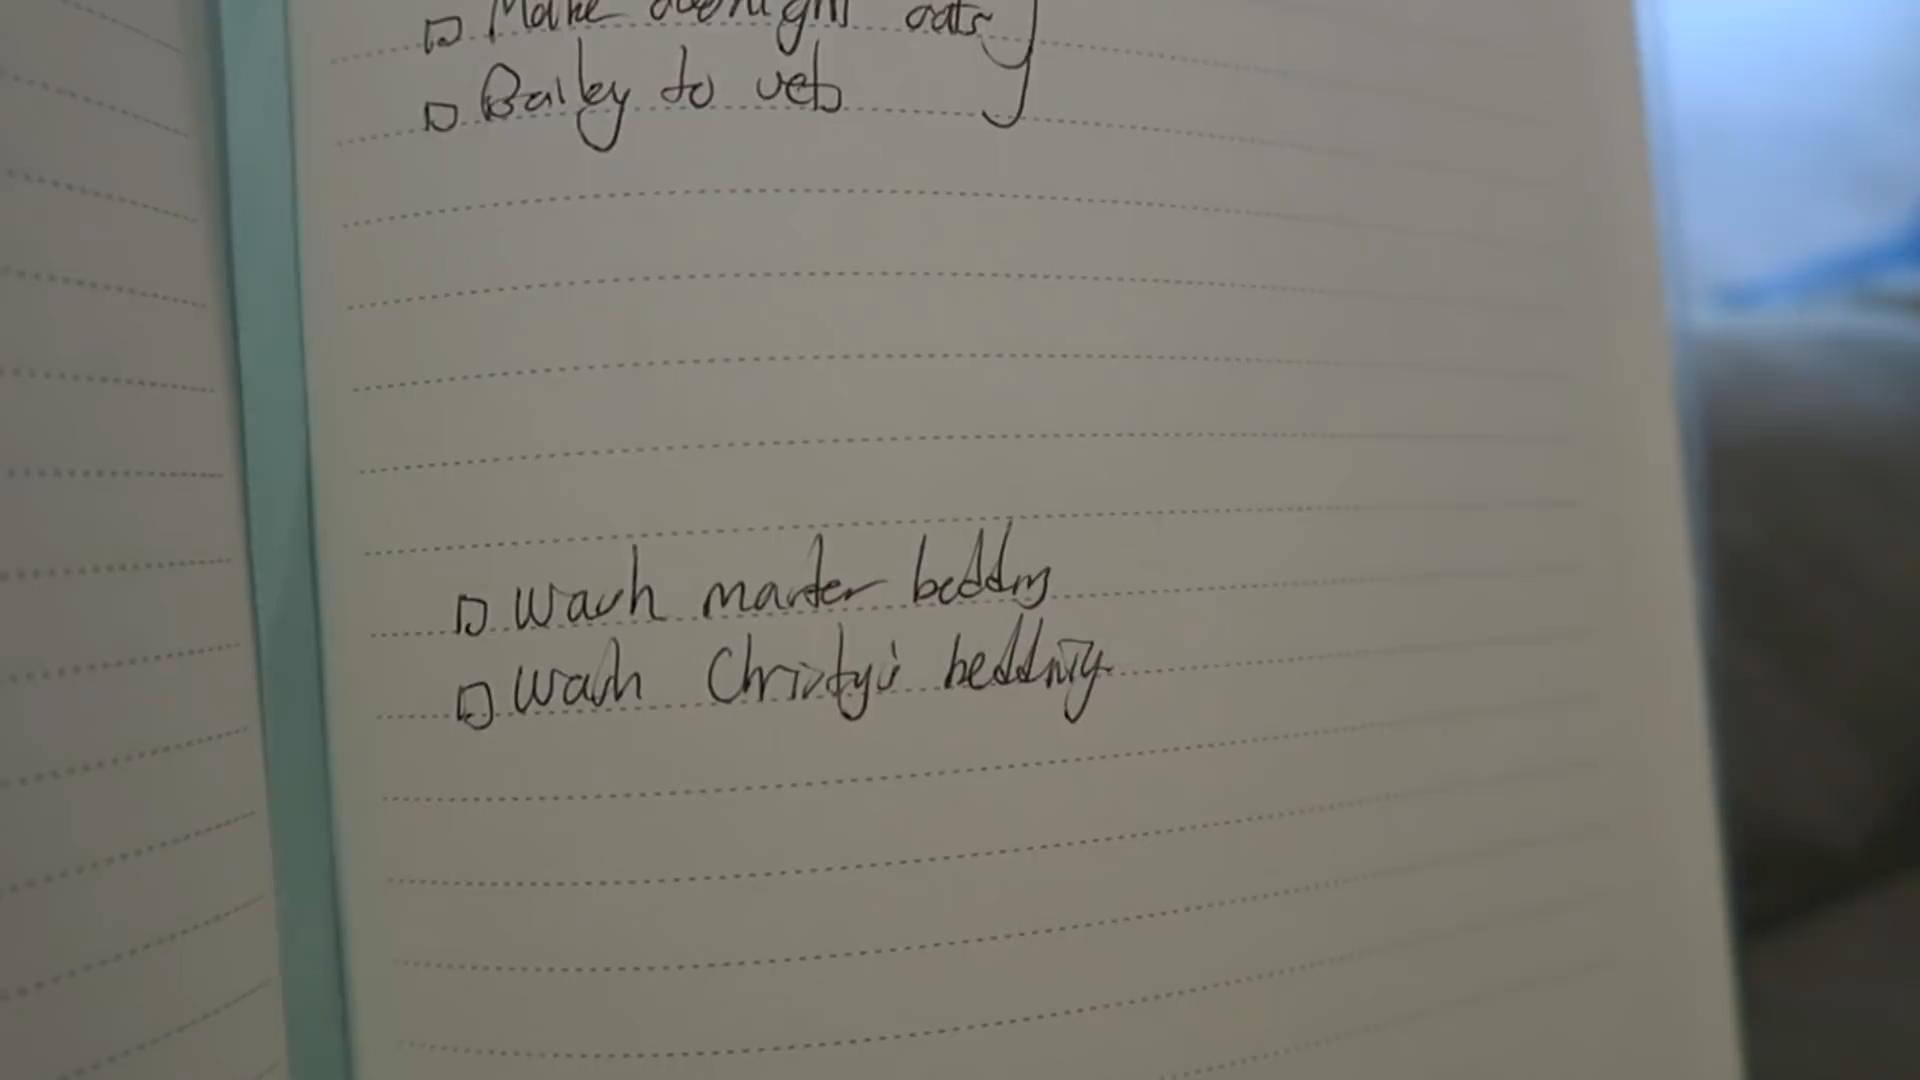 Make overnight oats
Bailey to vets
Wash master bedding
Wash Christy's bedding